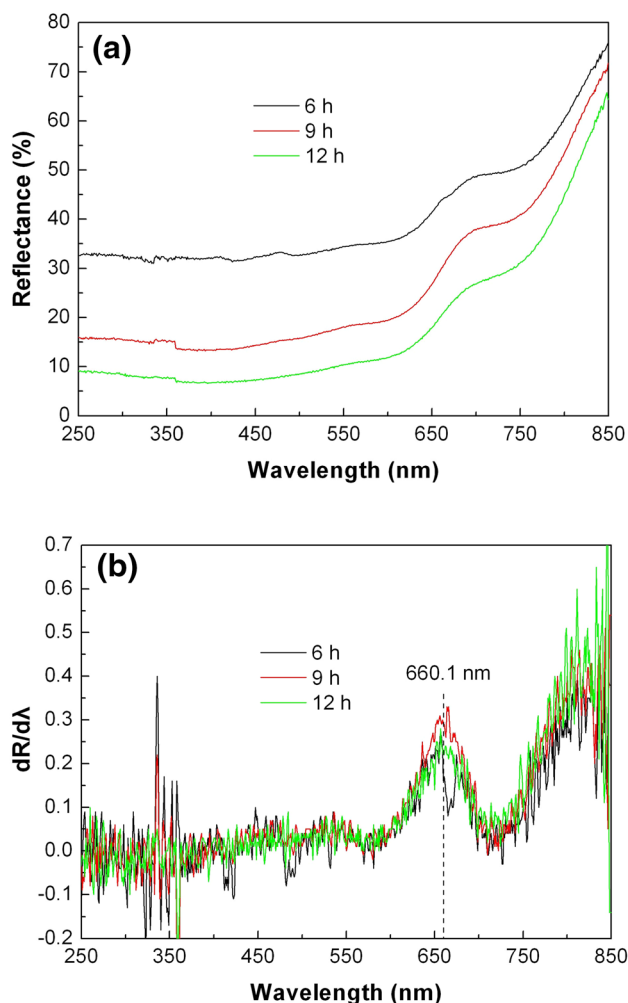 (a)
80
70
60
50
40
30
20
10
0
Reflectance (%)
6 h
9 h
12 h
250 350 450 550 650 750 850
Wavelength (nm)
(b)
0.7
0.6
0.5
0.4
0.3
0.2
0.1
0.0
-0.1
-0.2
dR/dλ
6 h
9 h
12 h
660.1 nm
250 350 450 550 650 750 850
Wavelength (nm)